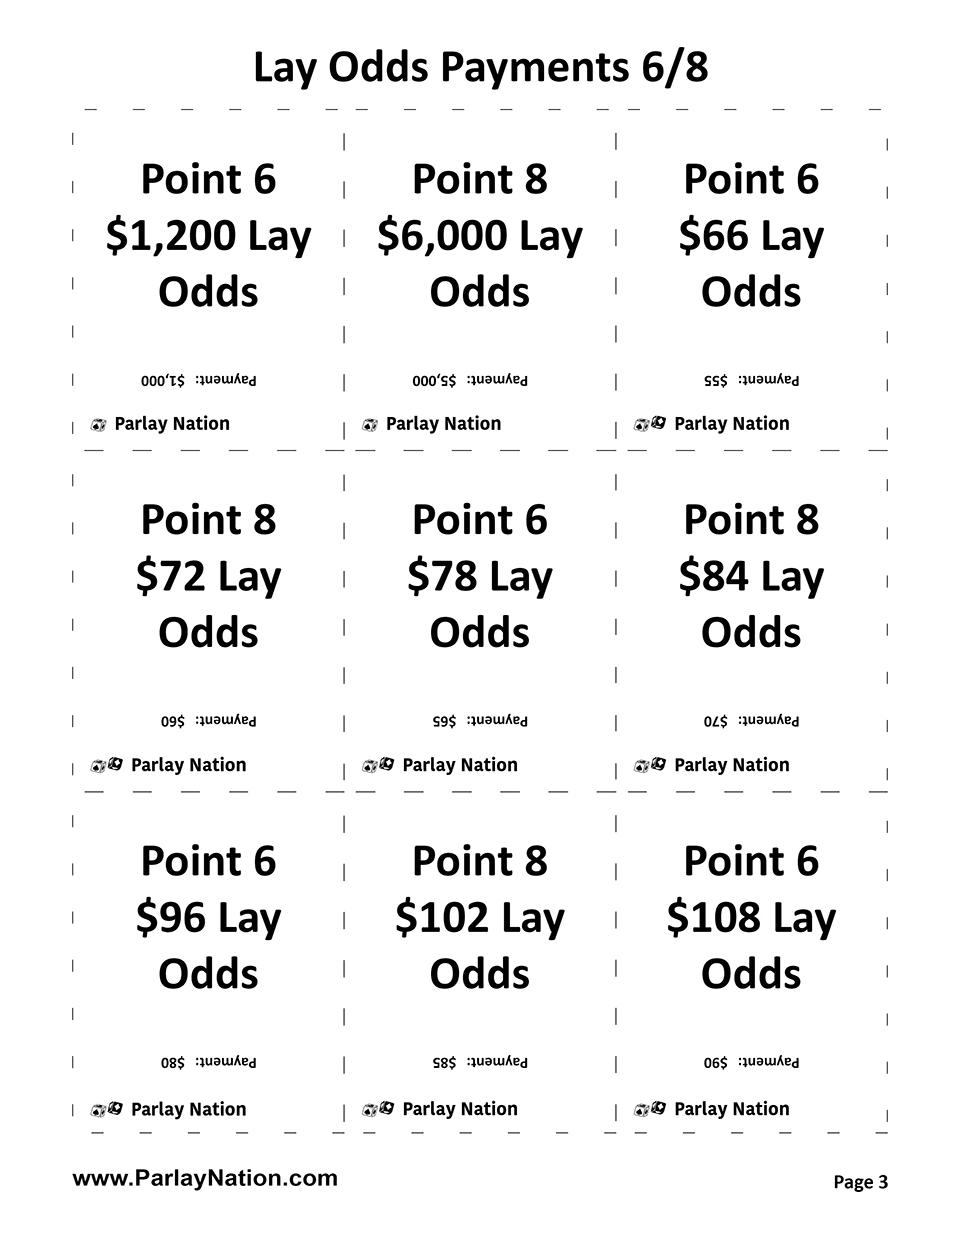 Lay Odds Payments 6/8
Point 6
$1,200 Lay
Odds
Payment: $1,000
Parlay Nation
Point 8
$6,000 Lay
Odds
Payment: $5,000
Parlay Nation
Point 6
$66 Lay
Odds
Payment: $55
Parlay Nation
Point 8
$72 Lay
Odds
Payment: $60
Parlay Nation
Point 6
$78 Lay
Odds
Payment: $65
Parlay Nation
Point 8
$84 Lay
Odds
Payment: $70
Parlay Nation
Point 6
$96 Lay
Odds
Payment: $80
Parlay Nation
Point 8
$102 Lay
Odds
Payment: $85
Parlay Nation
Point 6
$108 Lay
Odds
Payment: $90
Parlay Nation
www.ParlayNation.com
Page 3